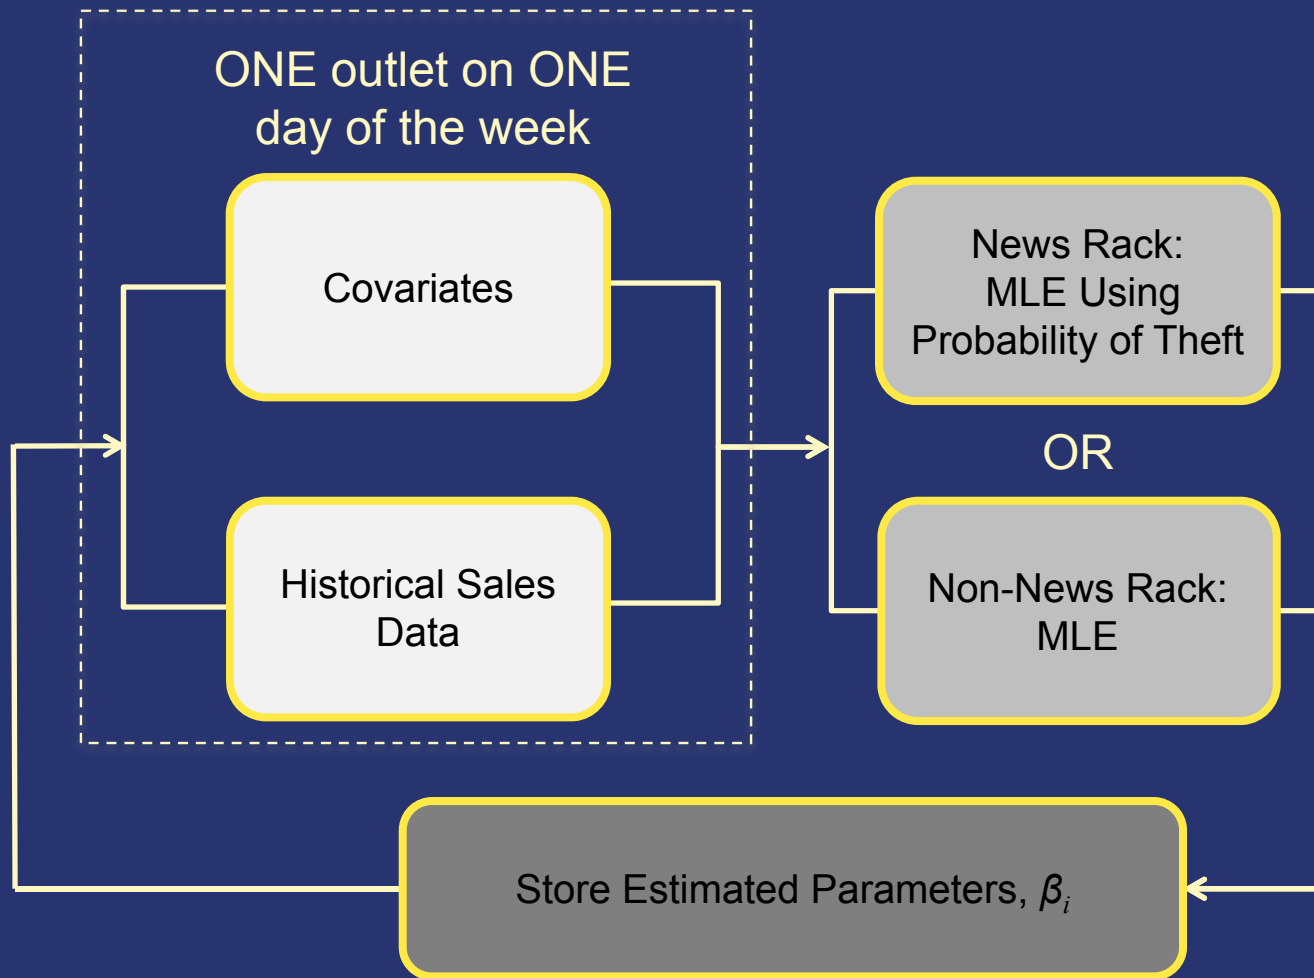 ONE outlet on ONE
day of the week
Covariates
Historical Sales
Data
News Rack:
MLE Using
Probability of Theft
OR
Non-News Rack:
MLE
Store Estimated Parameters, βᵢ